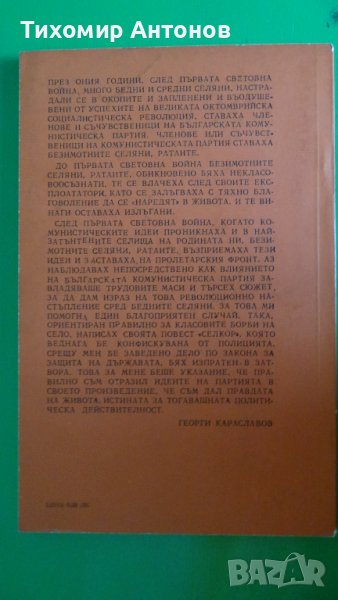 Тихомир Антонов
ПРЕЗ ОНИЯ ГОДИНИ, СЛЕД ПЪРВАТА СВЕТОВНА
ВОЙНА, МНОГО БЕДНИ И СРЕДНИ СЕЛЯНИ, НАСТРА-
ДАЛИ СЕ В ОКОПИТЕ И ЗАПЛЕНЕНИ И ВЪОДУШЕ-
ВЕНИ ОТ УСПЕХИТЕ НА ВЕЛИКАТА ОКТОМВРИЙСКА
СОЦИАЛИСТИЧЕСКА РЕВОЛЮЦИЯ, СТАВАХА ЧЛЕ-
НОВЕ И СЪЧУВСТВЕНИЦИ НА БЪЛГАРСКАТА КОМУ-
НИСТИЧЕСКА ПАРТИЯ. ЧЛЕНОВЕ ИЛИ СЪЧУВСТ-
ВЕНИЦИ НА КОМУНИСТИЧЕСКАТА ПАРТИЯ СТАВАХА
БЕЗИМОТНИТЕ СЕЛЯНИ, РАТАИТЕ.
ДО ПЪРВАТА СВЕТОВНА ВОЙНА БЕЗИМОТНИТЕ
СЕЛЯНИ, РАТАИТЕ, ОБИКНОВЕНО БЯХА НЕКЛАСО-
ВООСЪЗНАТИ, ТЕ СЕ ВЛАЧЕХА СЛЕД СВОИТЕ ЕКС-
ПЛОАТАТОРИ, КАТО СЕ ЗАЛЪГВАХА С ТЯХНО БЛА-
ГОВОЛЕНИЕ ДА СЕ «НАРЕДЯТ» В ЖИВОТА, И ТЕ ВИ-
НАГИ ОСТАВАХА ИЗЛЪГАНИ.
СЛЕД ПЪРВАТА СВЕТОВНА ВОЙНА, КОГАТО КО-
МУНИСТИЧЕСКИТЕ ИДЕИ ПРОНИКНАХА И В НАЙ-
ЗАТЪНТЕНИТЕ СЕЛИЩА НА РОДИНАТА НИ, БЕЗИ-
МОТНИТЕ СЕЛЯНИ, РАТАИТЕ, ВЪЗПРИЕМАХА ТЕЗИ
ИДЕИ И ЗАСТАВАХА НА ПРОЛЕТАРСКИЯ ФРОНТ. АЗ
НАБЛЮДАВАХ НЕПОСРЕДСТВЕНО КАК ВЛИЯНИЕТО
НА БЪЛГАРСКАТА КОМУНИСТИЧЕСКА ПАРТИЯ ЗА-
ВЛАДЯВАШЕ ТРУДОВИТЕ МАСИ И ТЪРСЕХ СЮЖЕТ,
ЗА ДА ДАМ ИЗРАЗ НА ТОВА РЕВОЛЮЦИОННО НА-
СТЪПЛЕНИЕ СРЕД БЕДНИТЕ СЕЛЯНИ. ЗА ТОВА МИ
ПОМОГНА ЕДИН БЛАГОПРИЯТЕН СЛУЧАЙ. ТАКА,
ОРИЕНТИРАН ПРАВИЛНО ЗА КЛАСОВИТЕ БОРБИ НА
СЕЛО, НАПИСАХ СВОЯТА ПОВЕСТ «СЕЛКОР», КОЯТО
ВЕДНАГА БЕ КОНФИСКУВАНА ОТ ПОЛИЦИЯТА.
СРЕЩУ МЕН БЕ ЗАВЕДЕНО ДЕЛО ПО ЗАКОНА ЗА
ЗАЩИТА НА ДЪРЖАВАТА, БЯХ ИЗПРАТЕН В ЗАТ-
ВОРА. ТОВА ЗА МЕНЕ БЕШЕ УКАЗАНИЕ, ЧЕ ПРА-
ВИЛНО СЪМ ОТРАЗИЛ ИДЕИТЕ НА ПАРТИЯТА В
СВОЕТО ПРОИЗВЕДЕНИЕ, ЧЕ СЪМ ДАЛ ПРАВДАТА
НА ЖИВОТА, ИСТИНАТА ЗА ТОГАВАШНАТА ПОЛИТИ-
ЧЕСКА ДЕЙСТВИТЕЛНОСТ.
ГЕОРГИ КАРАСЛАВОВ
BAZAR